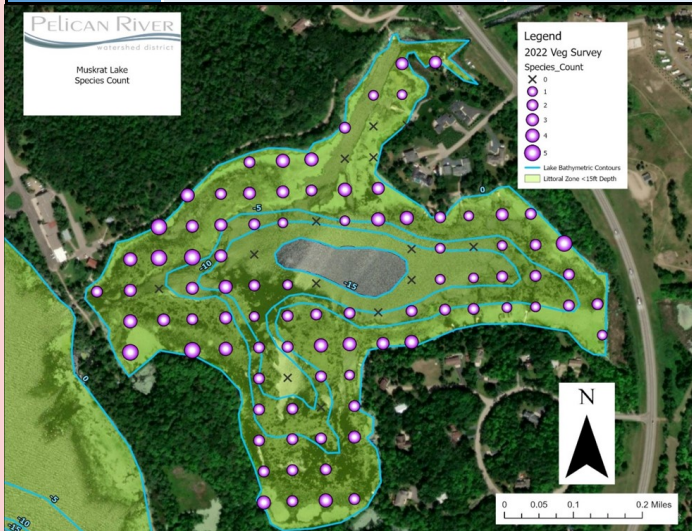 PELICAN RIVER
watershed district
Muskrat Lake
Species Count
Legend
2022 Veg Survey
Species_Count
0
1
2
3
4
5
Lake Bathymetric Contours
Littoral Zone <15ft Depth
0
-5
-10
-15
0
-5
-10
-15
N
0 0.05 0.1 0.2 Miles